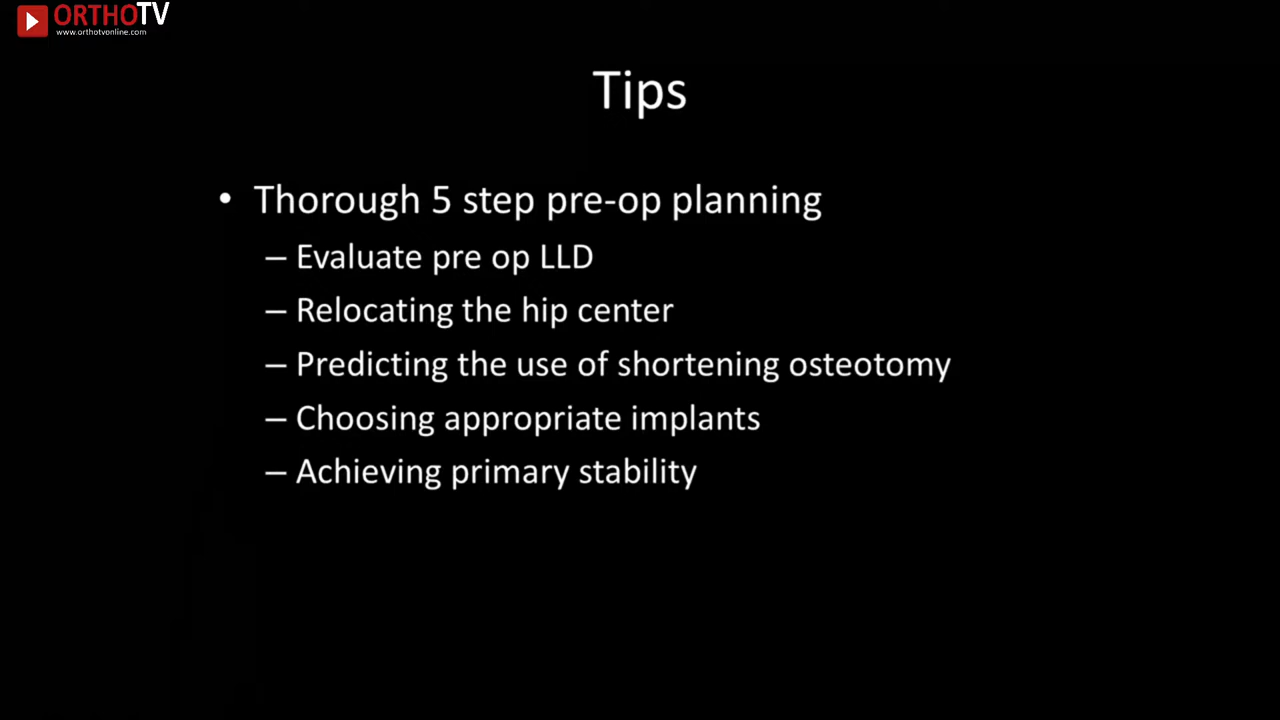 ORTHOTV
www.orthotvonline.com
Tips
• Thorough 5 step pre-op planning
– Evaluate pre op LLD
– Relocating the hip center
– Predicting the use of shortening osteotomy
– Choosing appropriate implants
– Achieving primary stability